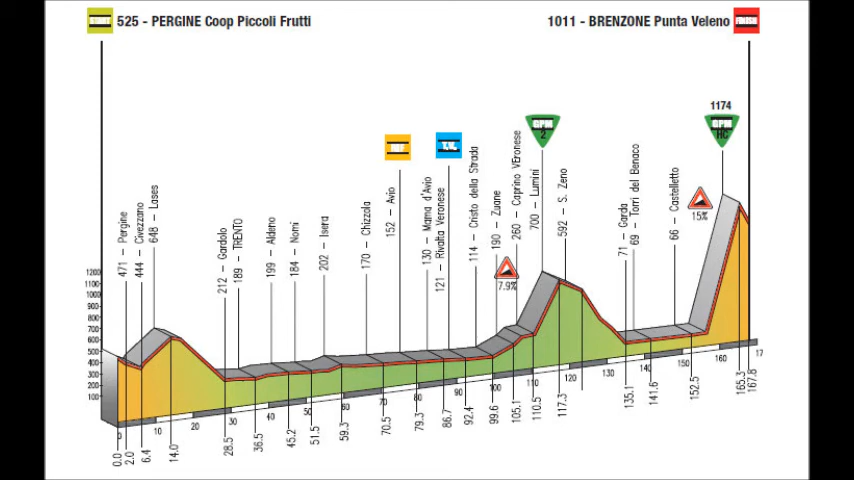 525 - PERGINE Coop Piccoli Frutti
1011 - BRENZONE Punta Veleno
1174
GPM
2
GPM
HC
15%
7.9%
471 – Pergine
444 – Civezzano
648 – Lases
212 – Gardolo
189 – TRENTO
199 – Aldeno
184 – Nomi
202 – Isera
170 – Chizzola
152 – Avio
130 – Mama d'Avio
121 – Rivalta Veronese
114 – Cristo della Strada
190 – Zuane
260 – Caprino VEronese
700 – Lumini
592 – S. Zeno
71 – Garda
69 – Torri del Benaco
66 – Castelletto
1200
1100
1000
900
800
700
600
500
400
300
200
100
0 10 20 30 40 50 60 70 80 90 100 110 120 130 140 150 160 17
0.0 2.0 6.4 14.0 28.5 36.5 45.2 51.5 59.3 70.5 79.3 86.7 92.4 99.6 105.1 110.5 117.3 135.1 141.6 152.5 165.3 167.8